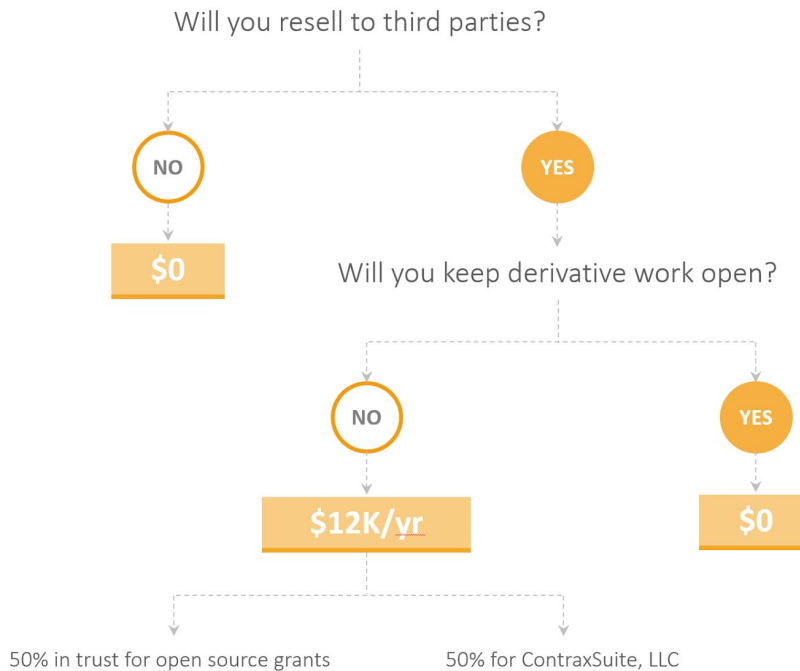 Will you resell to third parties?
NO
YES
$0
Will you keep derivative work open?
NO
YES
$12K/yr
$0
50% in trust for open source grants
50% for ContraxSuite, LLC